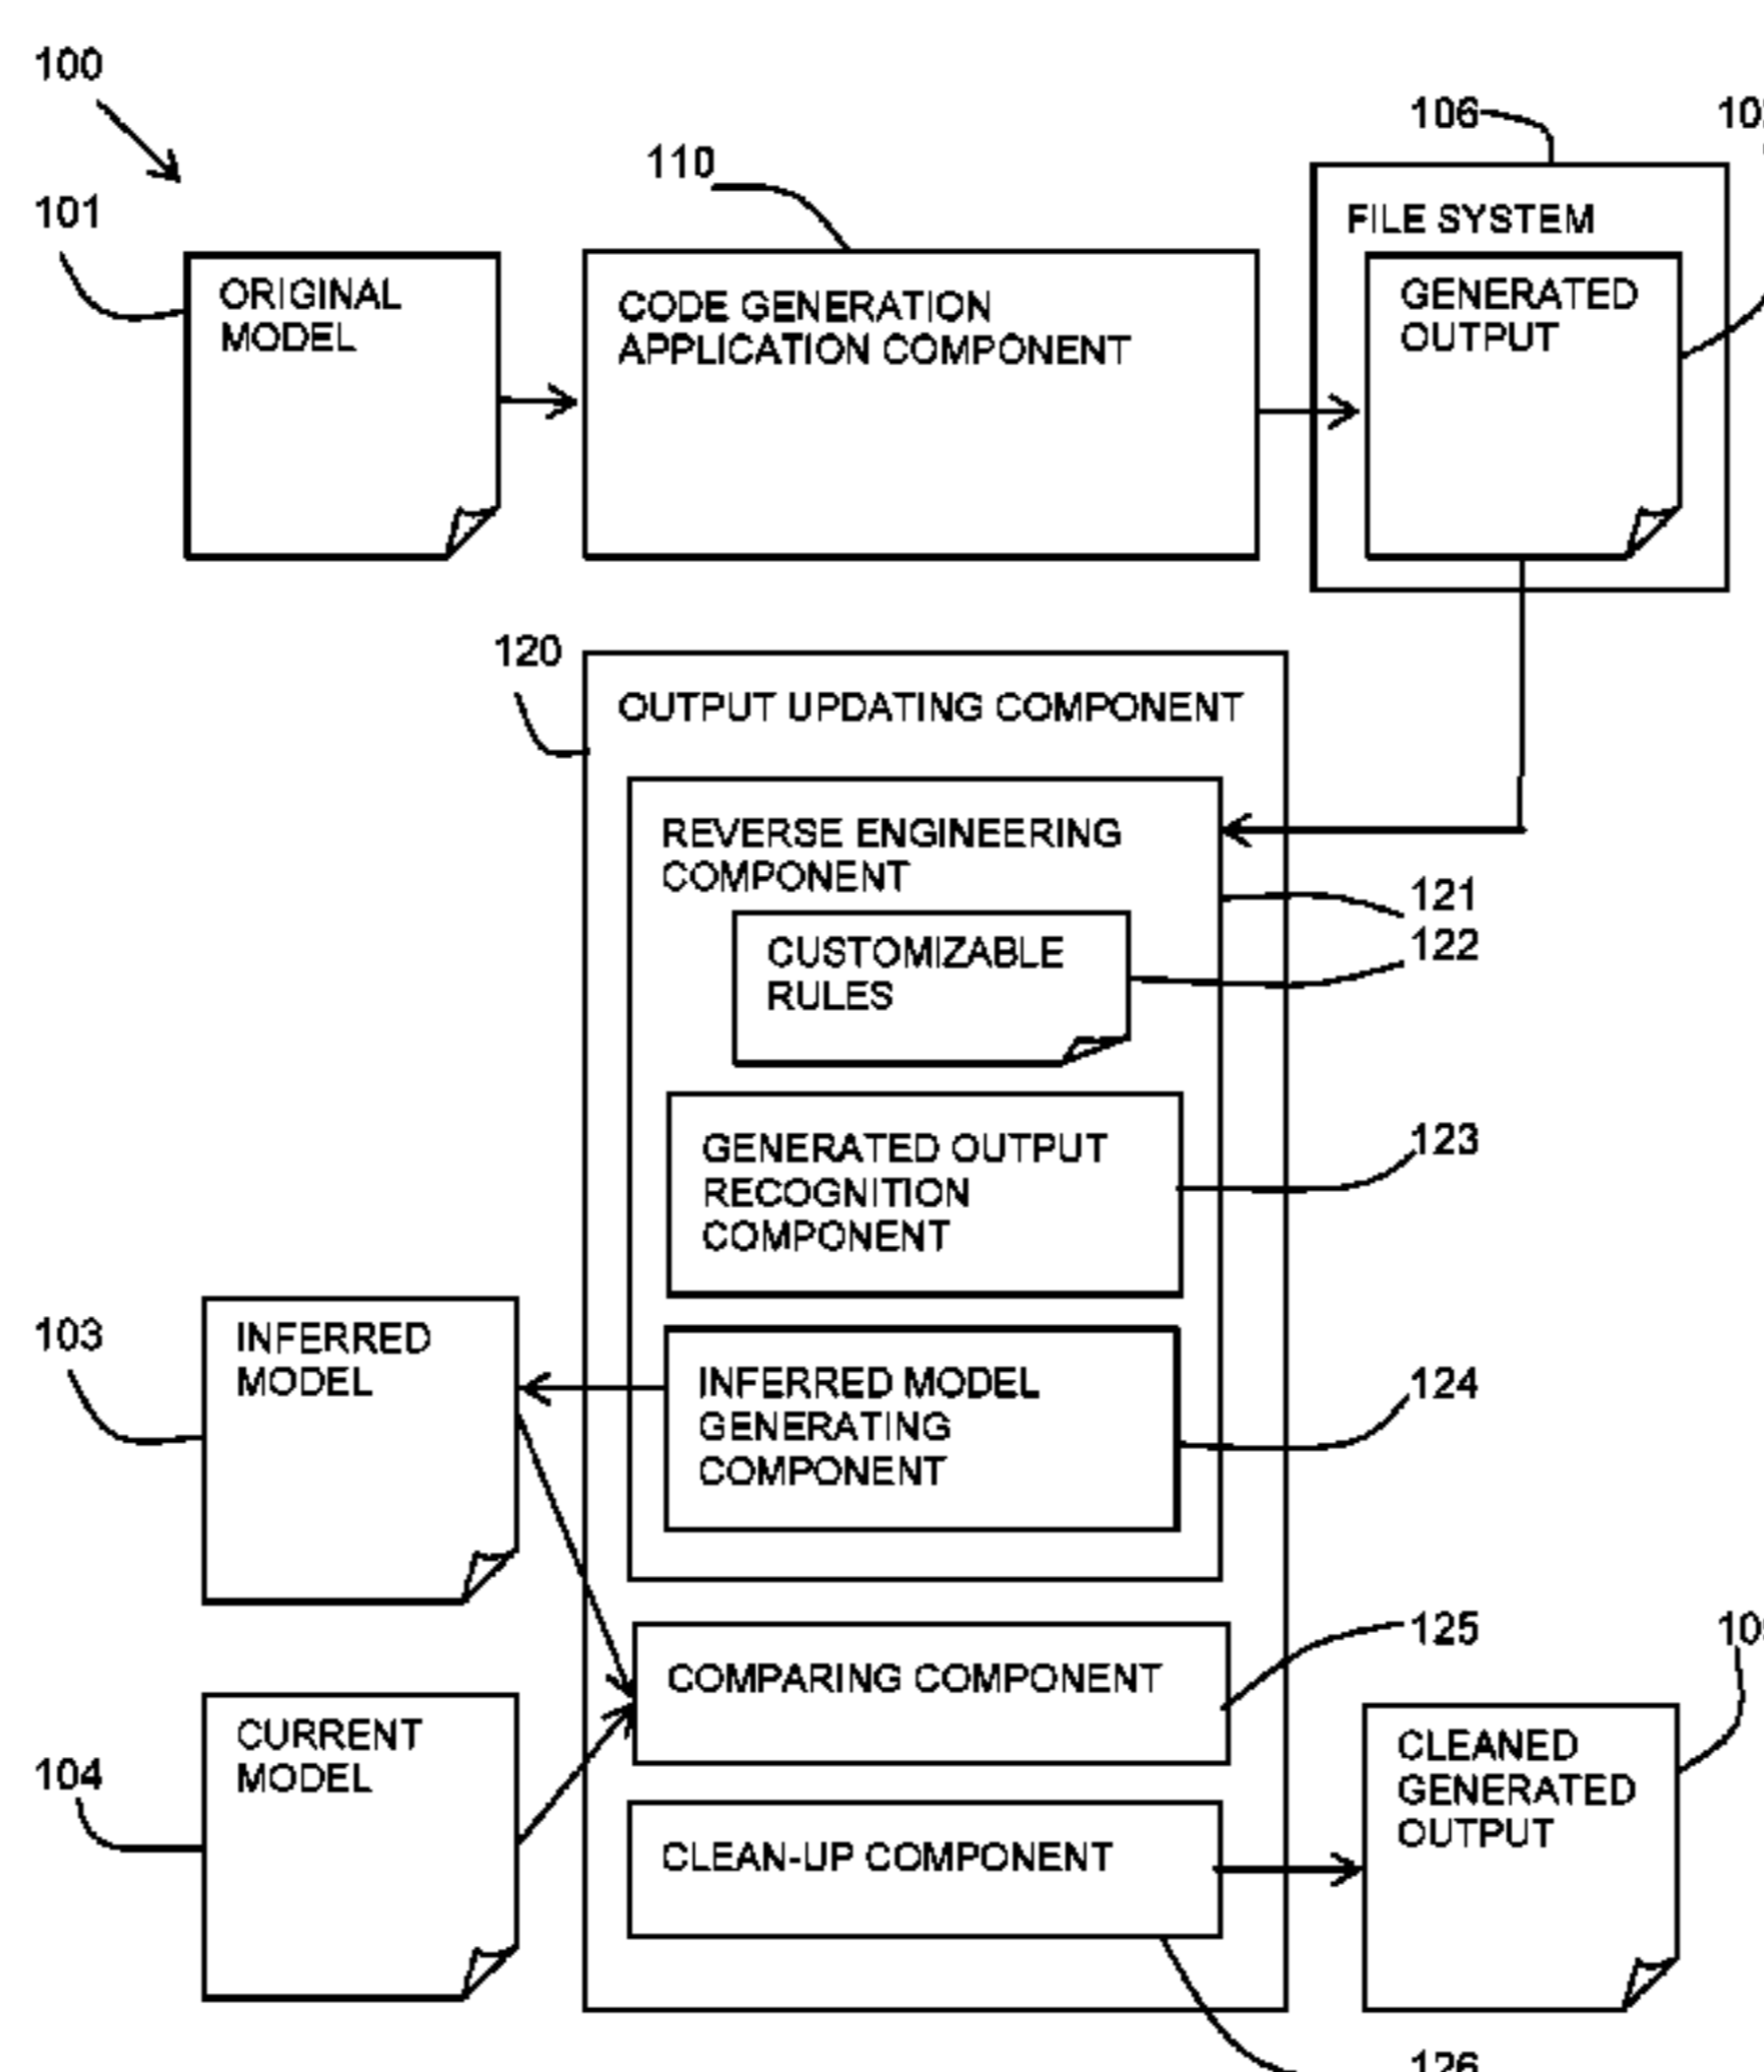 100
106
110
101
FILE SYSTEM
ORIGINAL
MODEL
CODE GENERATION
APPLICATION COMPONENT
GENERATED
OUTPUT
120
OUTPUT UPDATING COMPONENT
REVERSE ENGINEERING
COMPONENT
121
122
CUSTOMIZABLE
RULES
123
GENERATED OUTPUT
RECOGNITION
COMPONENT
103
INFERRED
MODEL
INFERRED MODEL
GENERATING
COMPONENT
124
125
COMPARING COMPONENT
104
CURRENT
MODEL
CLEANED
GENERATED
OUTPUT
CLEAN-UP COMPONENT
126